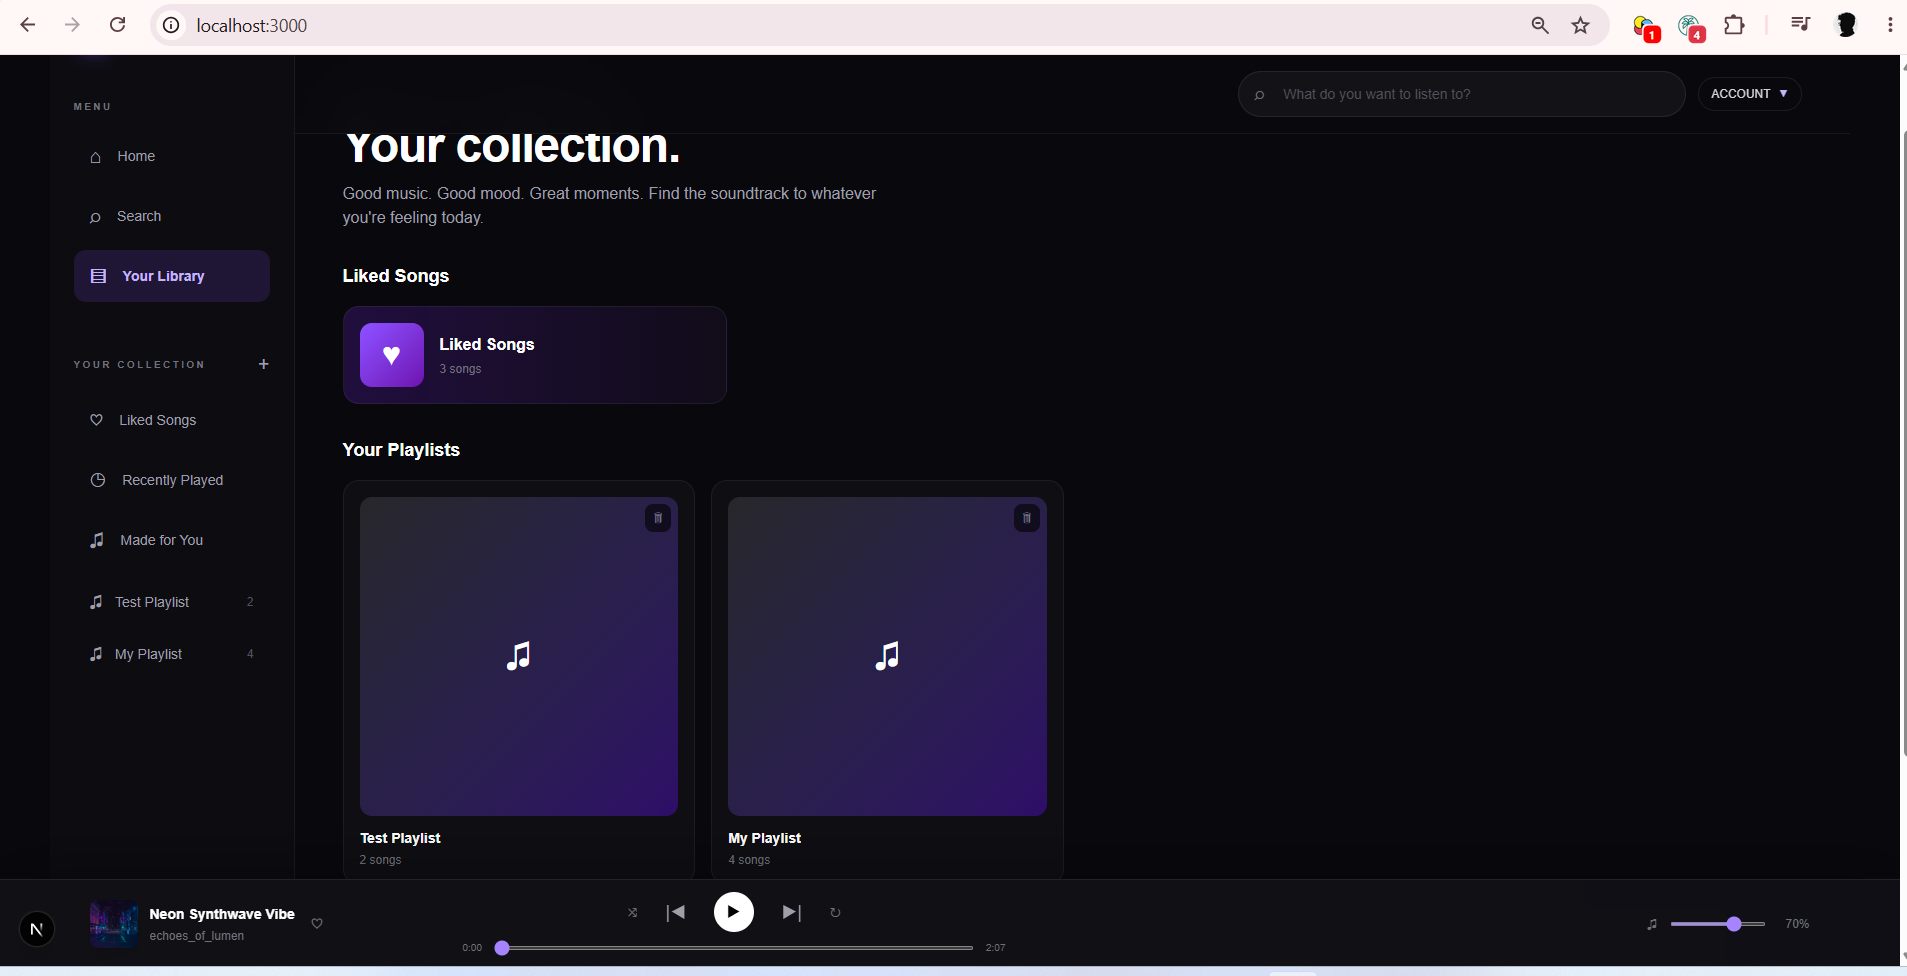 localhost:3000
1
4
MENU
Home
Search
Your Library
YOUR COLLECTION
+
Liked Songs
Recently Played
Made for You
Test Playlist 2
My Playlist 4
What do you want to listen to?
ACCOUNT
Your collection.
Good music. Good mood. Great moments. Find the soundtrack to whatever
you're feeling today.
Liked Songs
Liked Songs
3 songs
Your Playlists
Test Playlist
2 songs
My Playlist
4 songs
N
Neon Synthwave Vibe
echoes_of_lumen
0:00
2:07
70%